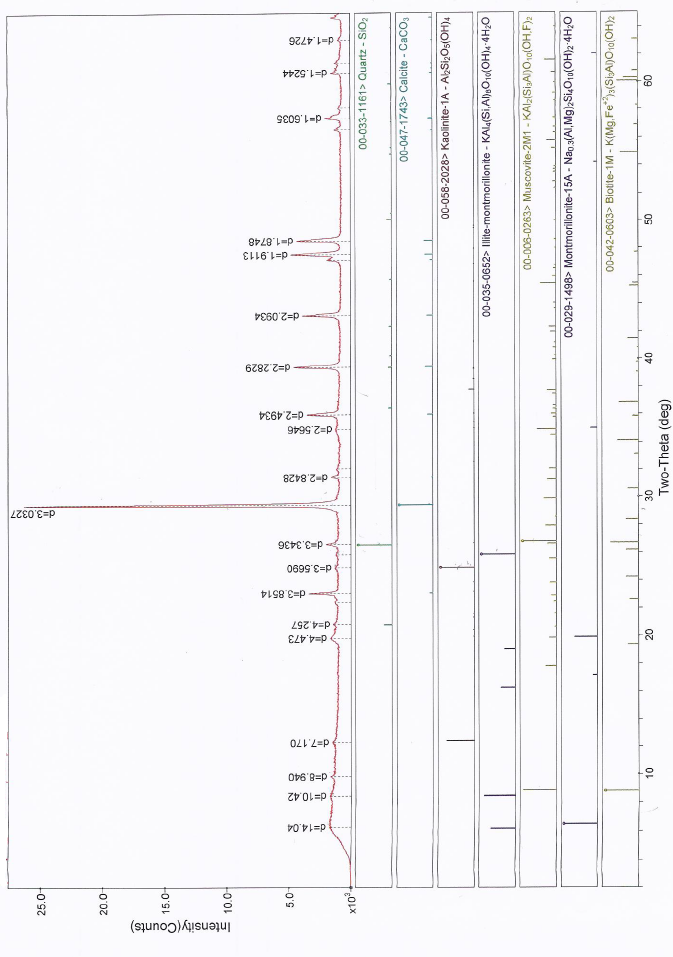 25.0
20.0
15.0
10.0
5.0
x10^3
Intensity(Counts)
d=14.04
d=10.42
d=8.940
d=7.170
d=4.473
d=4.257
d=3.8514
d=3.5690
d=3.3436
d=3.0327
d=2.8428
d=2.5646
d=2.4934
d=2.2829
d=2.0934
d=1.9113
d=1.8748
d=1.6035
d=1.5244
d=1.4726
00-033-1161> Quartz - SiO₂
00-047-1743> Calcite - CaCO₃
00-058-2028> Kaolinite-1A - Al₂Si₂O₅(OH)₄
00-035-0652> Illite-montmorillonite - KAl₄(Si,Al)₈O₁₀(OH)₄·4H₂O
00-006-0263> Muscovite-2M1 - KAl₂(Si₃Al)O₁₀(OH,F)₂
00-029-1498> Montmorillonite-15A - Na₀.₃(Al,Mg)₂Si₄O₁₀(OH)₂·4H₂O
00-042-0603> Biotite-1M - K(Mg,Fe⁺²)₃(Si₃Al)O₁₀(OH)₂
10
20
30
40
50
60
Two-Theta (deg)